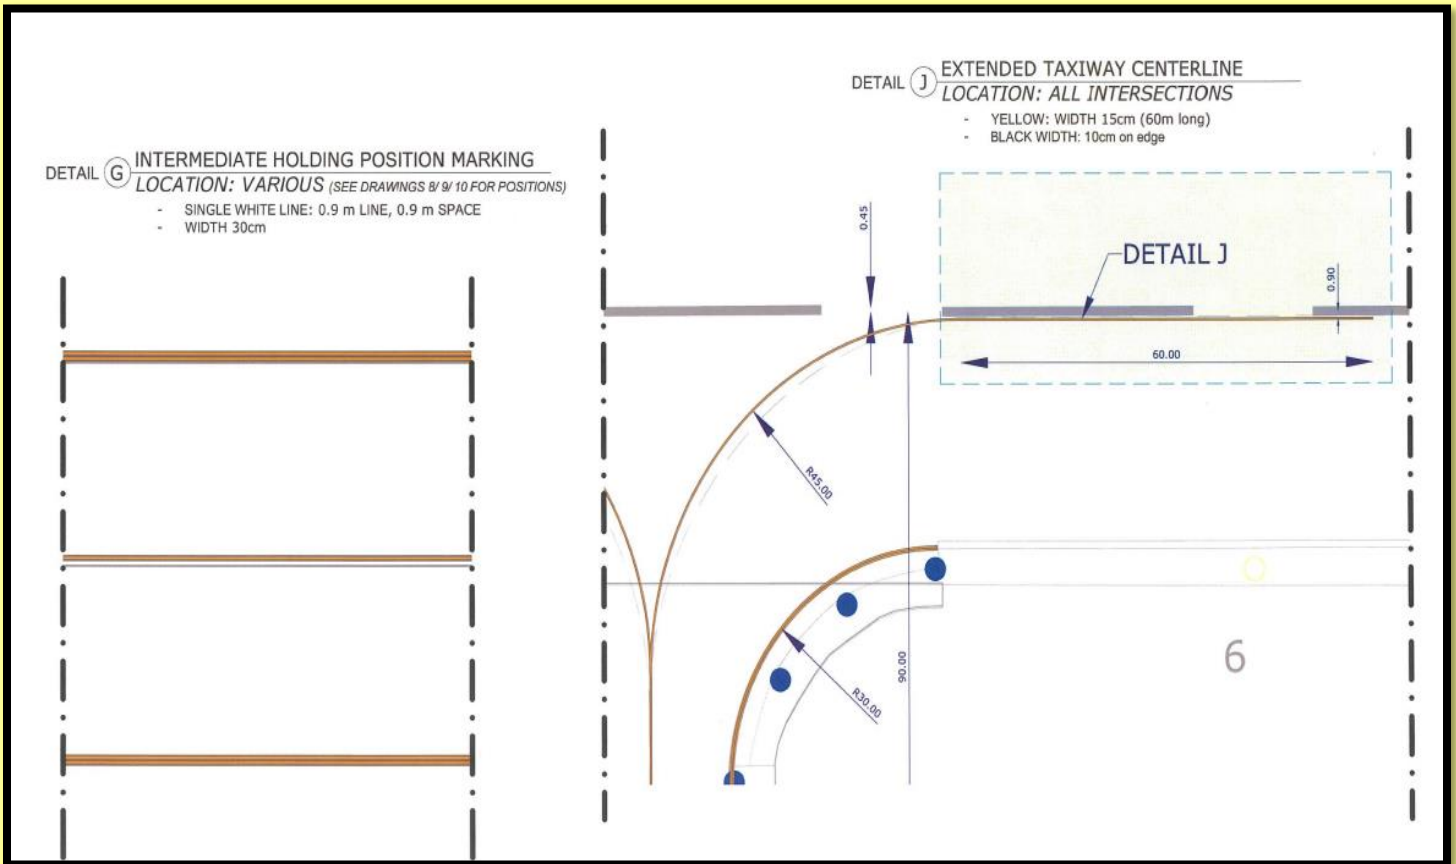 DETAIL G INTERMEDIATE HOLDING POSITION MARKING
LOCATION: VARIOUS (SEE DRAWINGS 8/ 9/ 10 FOR POSITIONS)
- SINGLE WHITE LINE: 0.9 m LINE, 0.9 m SPACE
- WIDTH 30cm
DETAIL J EXTENDED TAXIWAY CENTERLINE
LOCATION: ALL INTERSECTIONS
- YELLOW: WIDTH 15cm (60m long)
- BLACK WIDTH: 10cm on edge
0.45
DETAIL J
0.90
60.00
R45.00
90.00
R30.00
6